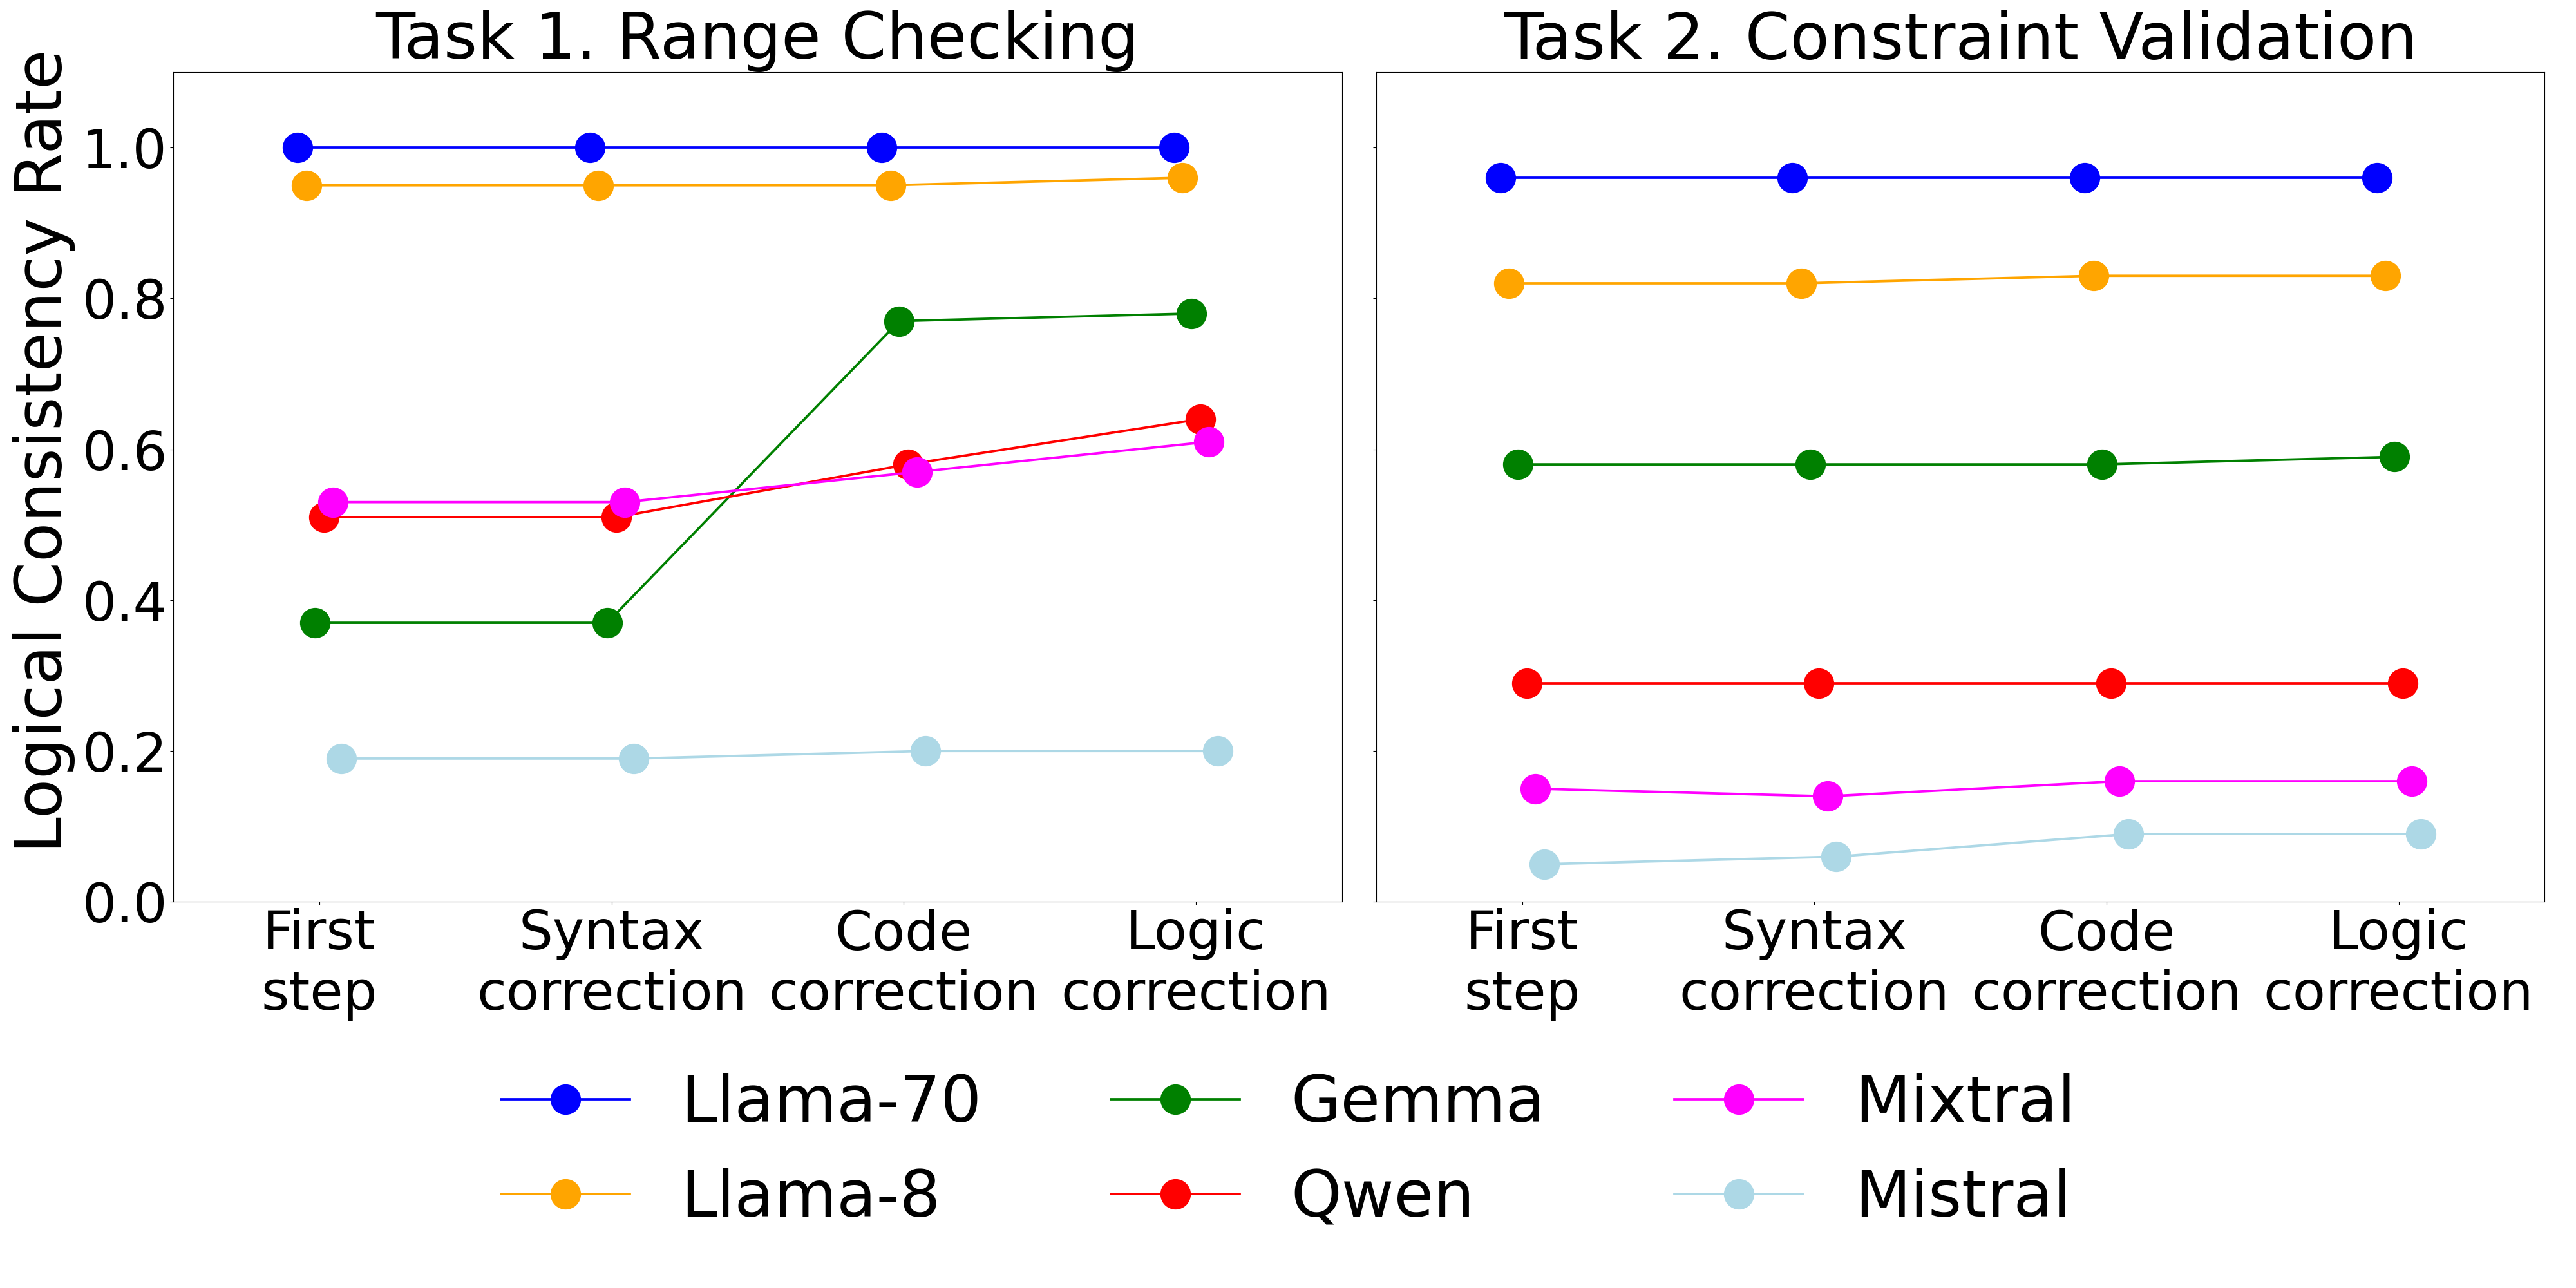 Task 1. Range Checking
Task 2. Constraint Validation
Logical Consistency Rate
1.0
0.8
0.6
0.4
0.2
0.0
First
step
Syntax
correction
Code
correction
Logic
correction
First
step
Syntax
correction
Code
correction
Logic
correction
Llama-70
Llama-8
Gemma
Qwen
Mixtral
Mistral